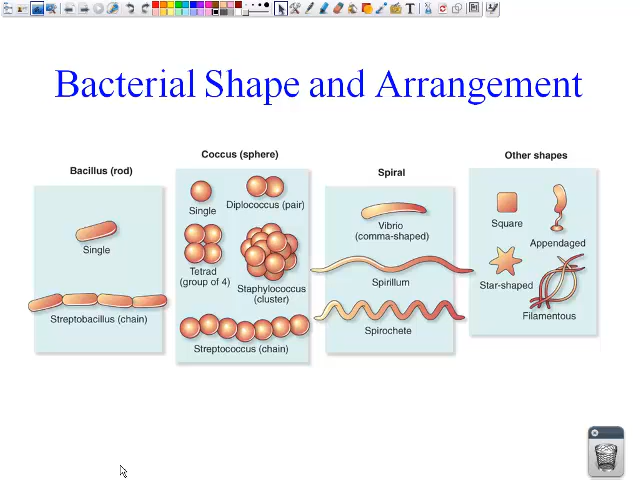 Bacterial Shape and Arrangement
Bacillus (rod)
Single
Streptobacillus (chain)
Coccus (sphere)
Single
Diplococcus (pair)
Tetrad
(group of 4)
Staphylococcus
(cluster)
Streptococcus (chain)
Spiral
Vibrio
(comma-shaped)
Spirillum
Spirochete
Other shapes
Square
Appendaged
Star-shaped
Filamentous